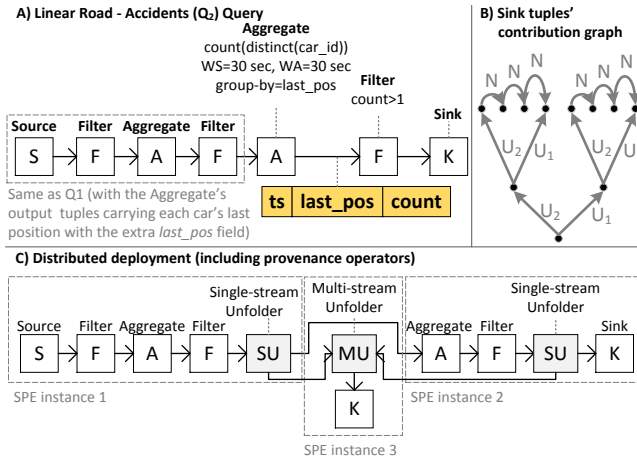 A) Linear Road - Accidents (Q₂) Query
Aggregate
count(distinct(car_id))
WS=30 sec, WA=30 sec
group-by=last_pos
Filter
count>1
Source Filter Aggregate Filter
Sink
S F A F A F K
ts last_pos count
Same as Q1 (with the Aggregate's
output tuples carrying each car's last
position with the extra last_pos field)
B) Sink tuples'
contribution graph
N N N N N N
U₂ U₁ U₂ U
U₂ U₁
C) Distributed deployment (including provenance operators)
Single-stream
Unfolder
Multi-stream
Unfolder
Single-stream
Unfolder
Source Filter Aggregate Filter
Aggregate Filter
Sink
S F A F SU MU A F SU K
K
SPE instance 1
SPE instance 2
SPE instance 3